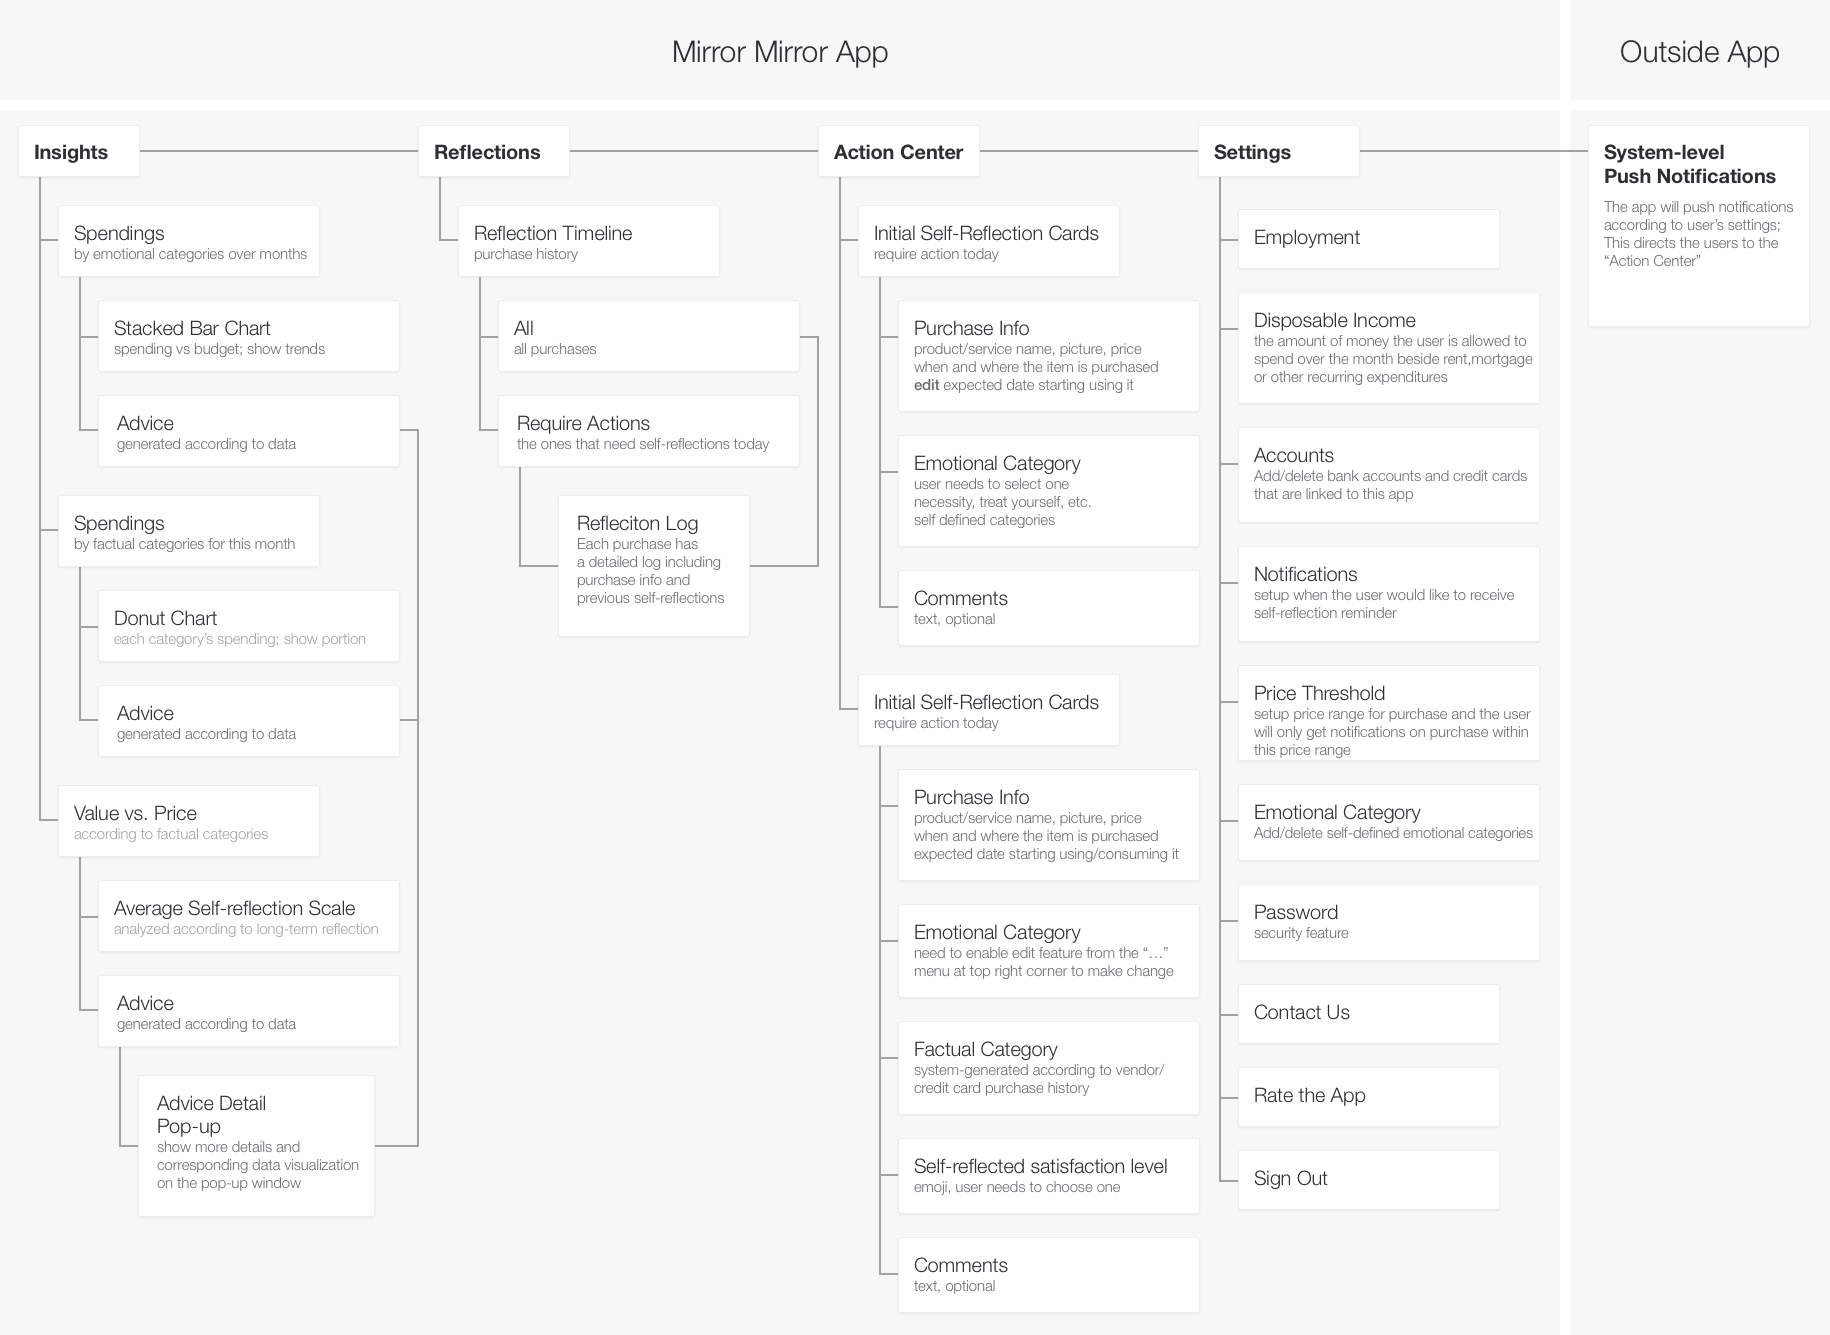 Mirror Mirror App
Outside App
Insights
Spendings
by emotional categories over months
Stacked Bar Chart
spending vs budget; show trends
Advice
generated according to data
Spendings
by factual categories for this month
Donut Chart
each category’s spending; show portion
Advice
generated according to data
Value vs. Price
according to factual categories
Average Self-reflection Scale
analyzed according to long-term reflection
Advice
generated according to data
Advice Detail
Pop-up
show more details and
corresponding data visualization
on the pop-up window
Reflections
Reflection Timeline
purchase history
All
all purchases
Require Actions
the ones that need self-reflections today
Refleciton Log
Each purchase has
a detailed log including
purchase info and
previous self-reflections
Action Center
Initial Self-Reflection Cards
require action today
Purchase Info
product/service name, picture, price
when and where the item is purchased
edit expected date starting using it
Emotional Category
user needs to select one
necessity, treat yourself, etc.
self defined categories
Comments
text, optional
Initial Self-Reflection Cards
require action today
Purchase Info
product/service name, picture, price
when and where the item is purchased
expected date starting using/consuming it
Emotional Category
need to enable edit feature from the “…”
menu at top right corner to make change
Factual Category
system-generated according to vendor/
credit card purchase history
Self-reflected satisfaction level
emoji, user needs to choose one
Comments
text, optional
Settings
Employment
Disposable Income
the amount of money the user is allowed to
spend over the month beside rent,mortgage
or other recurring expenditures
Accounts
Add/delete bank accounts and credit cards
that are linked to this app
Notifications
setup when the user would like to receive
self-reflection reminder
Price Threshold
setup price range for purchase and the user
will only get notifications on purchase within
this price range
Emotional Category
Add/delete self-defined emotional categories
Password
security feature
Contact Us
Rate the App
Sign Out
System-level
Push Notifications
The app will push notifications
according to user’s settings;
This directs the users to the
“Action Center”